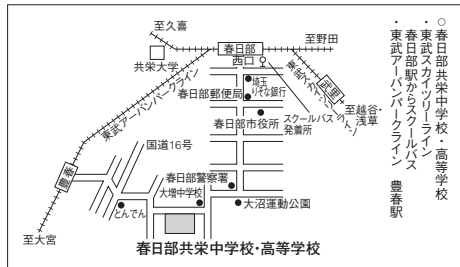 ○春日部共栄中学校・高等学校
・東武スカイツリーライン
春日部駅からスクールバス
・東武アーバンパークライン 豊春駅
至久喜
至野田
春日部
西口
共栄大学
東武アーバンパークライン
東武スカイツリーライン
埼玉
りそな銀行
春日部郵便局
スクールバス
発着所
至越谷・
浅草
春日部市役所
国道16号
豊春
春日部警察署
大増中学校
とんでん
大沼運動公園
至大宮
春日部共栄中学校・高等学校